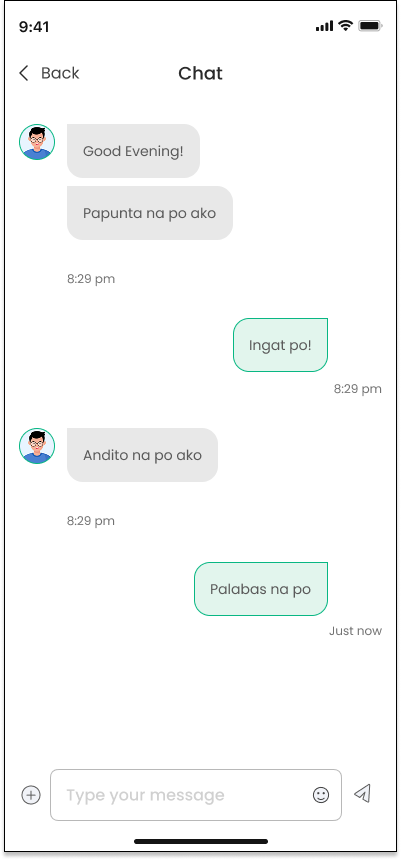 9:41
Back
Chat
Good Evening!
Papunta na po ako
8:29 pm
Ingat po!
8:29 pm
Andito na po ako
8:29 pm
Palabas na po
Just now
Type your message